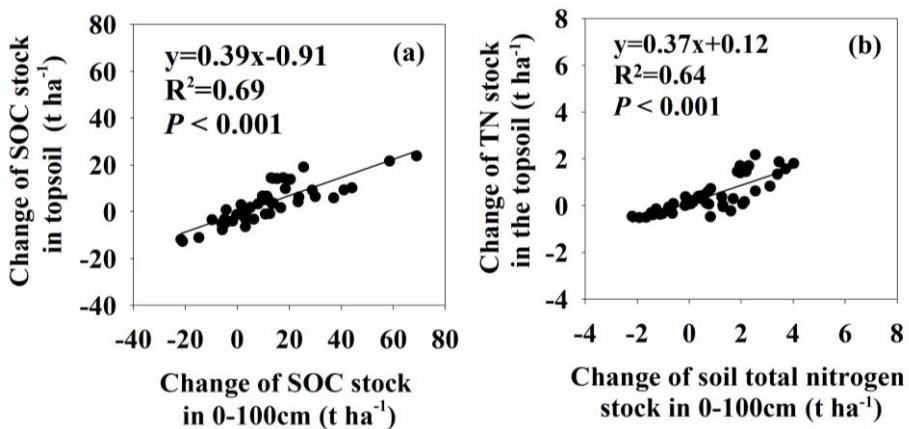 Change of SOC stock
in topsoil (t ha⁻¹)
80
60
40
20
0
-20
-40
y=0.39x-0.91
R²=0.69
P < 0.001
(a)
-40 -20 0 20 40 60 80
Change of SOC stock
in 0-100cm (t ha⁻¹)
Change of TN stock
in the topsoil (t ha⁻¹)
8
6
4
2
0
-2
-4
y=0.37x+0.12
R²=0.64
P < 0.001
(b)
-4 -2 0 2 4 6 8
Change of soil total nitrogen
stock in 0-100cm (t ha⁻¹)